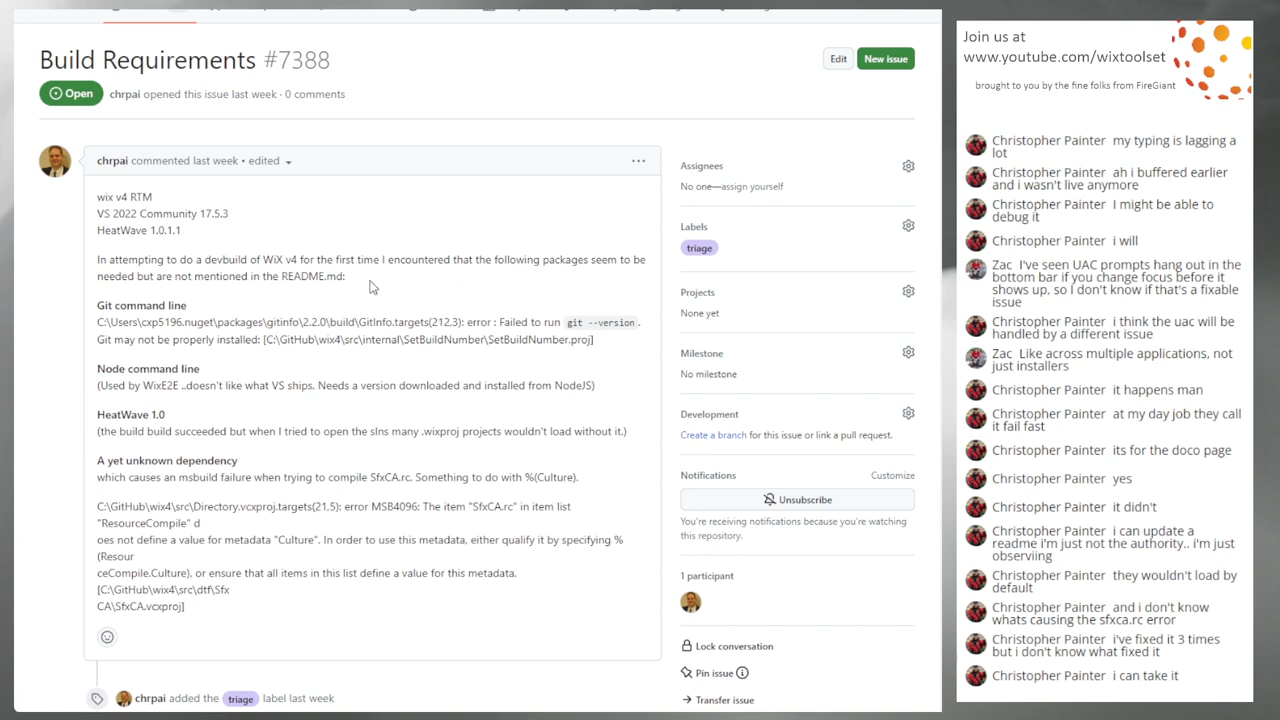 Build Requirements #7388
Edit
New issue
Open
chrpai opened this issue last week · 0 comments
chrpai commented last week • edited
wix v4 RTM
VS 2022 Community 17.5.3
HeatWave 1.0.1.1
In attempting to do a devbuild of WiX v4 for the first time I encountered that the following packages seem to be
needed but are not mentioned in the README.md:
Git command line
C:\Users\cxp5196.nuget\packages\gitinfo\2.2.0\build\GitInfo.targets(212,3): error : Failed to run git --version.
Git may not be properly installed: [C:\GitHub\wix4\src\internal\SetBuildNumber\SetBuildNumber.proj]
Node command line
(Used by WixE2E ..doesn't like what VS ships. Needs a version downloaded and installed from NodeJS)
HeatWave 1.0
(the build build succeeded but when I tried to open the slns many .wixproj projects wouldn't load without it.)
A yet unknown dependency
which causes an msbuild failure when trying to compile SfxCA.rc. Something to do with %(Culture).
C:\GitHub\wix4\src\Directory.vcxproj.targets(21,5): error MSB4096: The item "SfxCA.rc" in item list
"ResourceCompile" d
oes not define a value for metadata "Culture". In order to use this metadata, either qualify it by specifying %
(Resour
ceCompile.Culture), or ensure that all items in this list define a value for this metadata.
[C:\GitHub\wix4\src\dtf\Sfx
CA\SfxCA.vcxproj]
chrpai added the triage label last week
Assignees
No one—assign yourself
Labels
triage
Projects
None yet
Milestone
No milestone
Development
Create a branch for this issue or link a pull request.
Notifications
Customize
Unsubscribe
You're receiving notifications because you're watching
this repository.
1 participant
Lock conversation
Pin issue
Transfer issue
Join us at
www.youtube.com/wixtoolset
brought to you by the fine folks from FireGiant
Christopher Painter my typing is lagging a
lot
Christopher Painter ah i buffered earlier
and i wasn't live anymore
Christopher Painter I might be able to
debug it
Christopher Painter i will
Zac I've seen UAC prompts hang out in the
bottom bar if you change focus before it
shows up, so I don't know if that's a fixable
issue
Christopher Painter i think the uac will be
handled by a different issue
Zac Like across multiple applications, not
just installers
Christopher Painter it happens man
Christopher Painter at my day job they call
it fail fast
Christopher Painter its for the doco page
Christopher Painter yes
Christopher Painter it didn't
Christopher Painter i can update a
readme i'm just not the authority.. i'm just
observiing
Christopher Painter they wouldn't load by
default
Christopher Painter and i don't know
whats causing the sfxca.rc error
Christopher Painter i've fixed it 3 times
but i don't know what fixed it
Christopher Painter i can take it